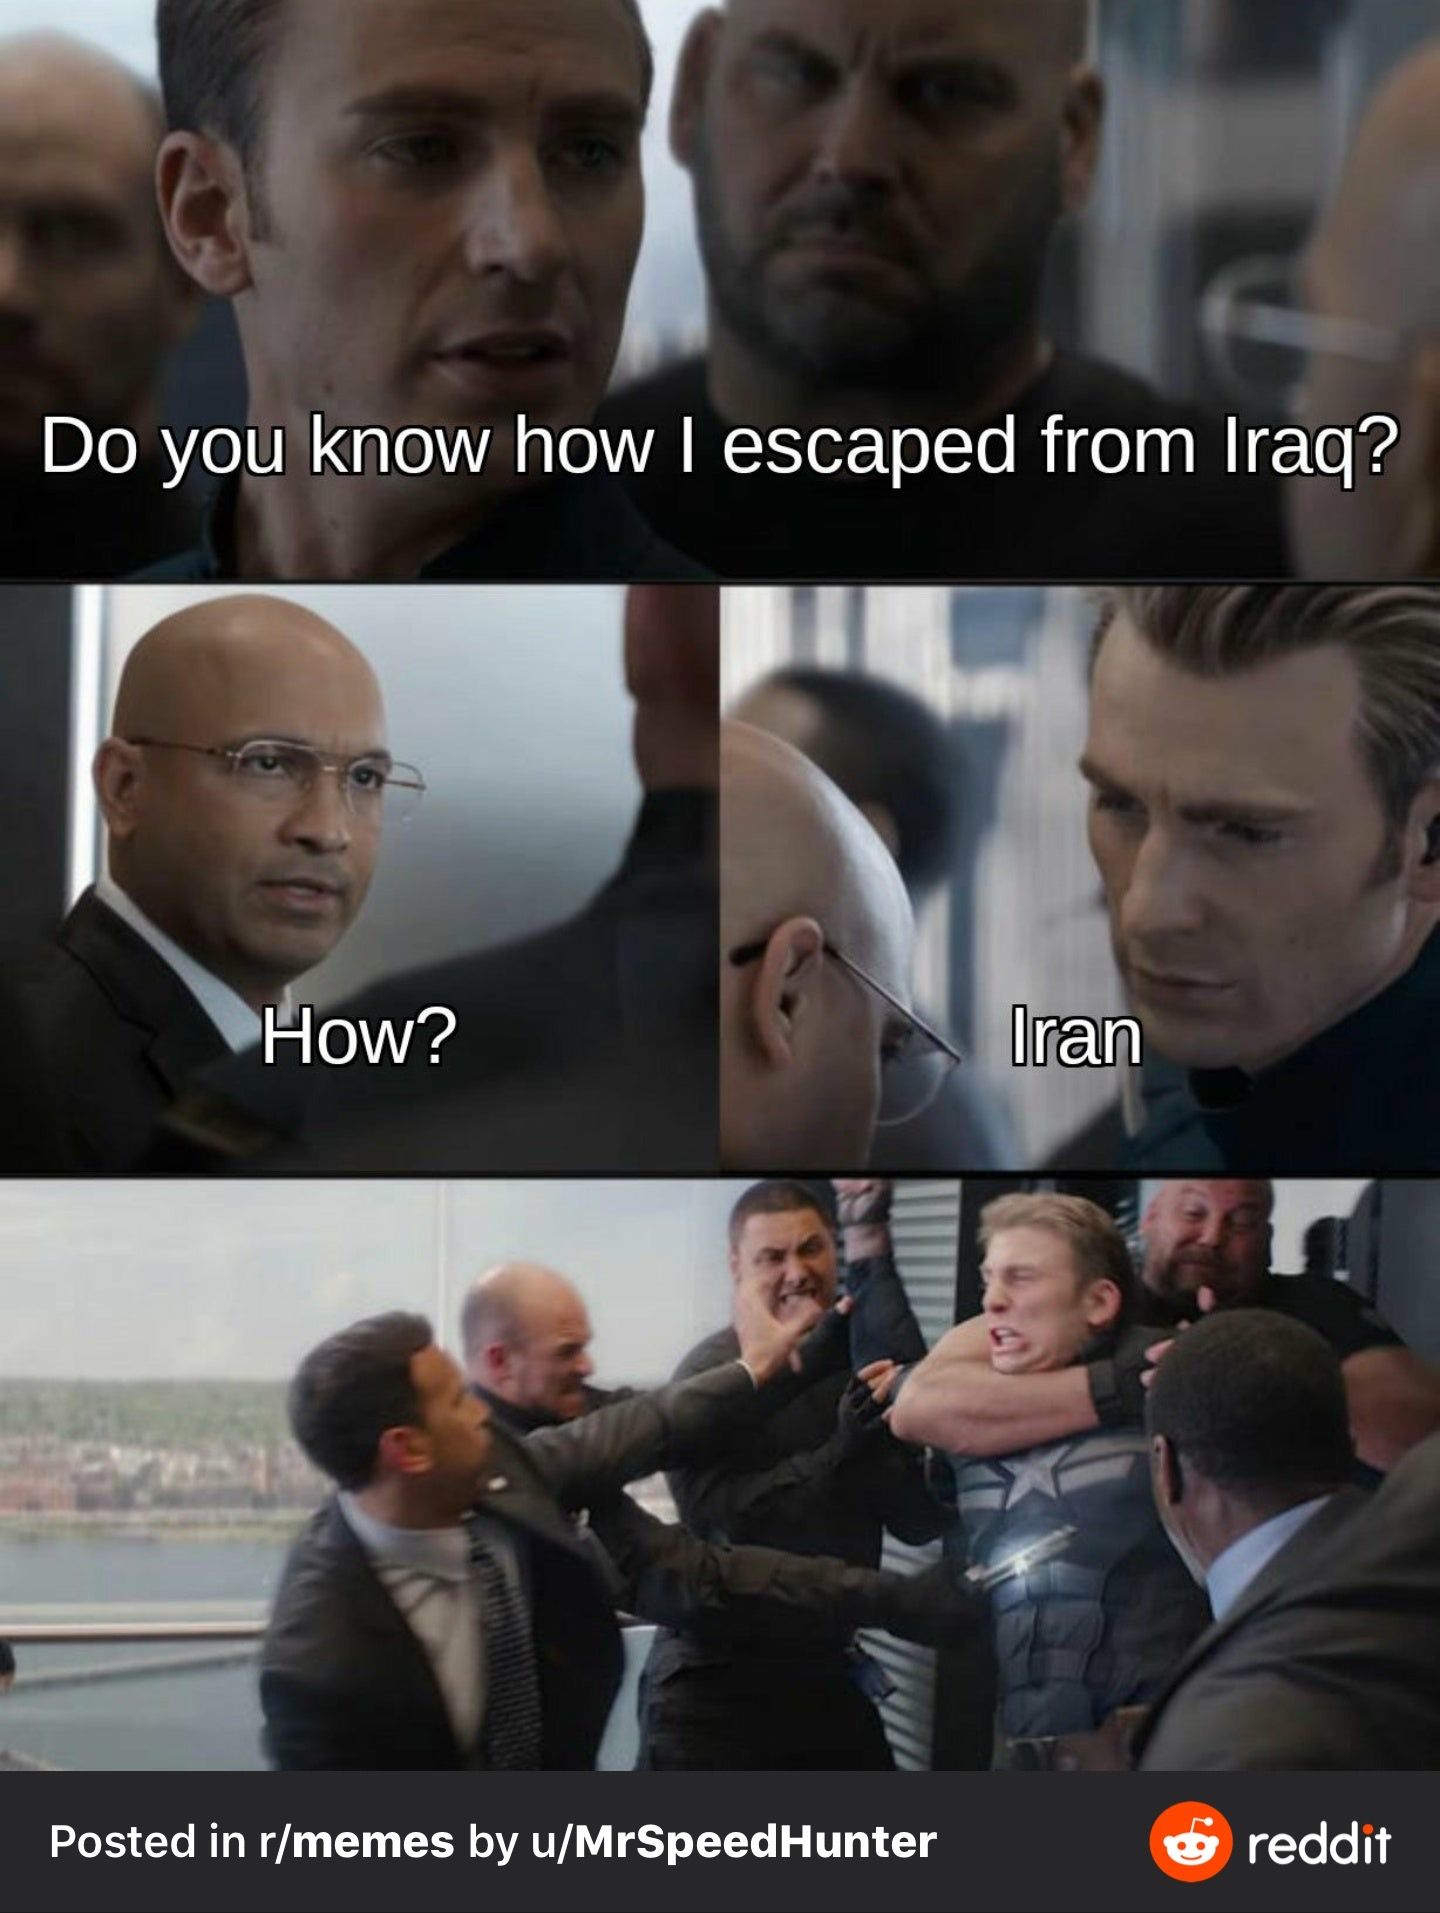 Do you know how I escaped from Iraq?
How?
Iran
Posted in r/memes by u/MrSpeedHunter
reddit